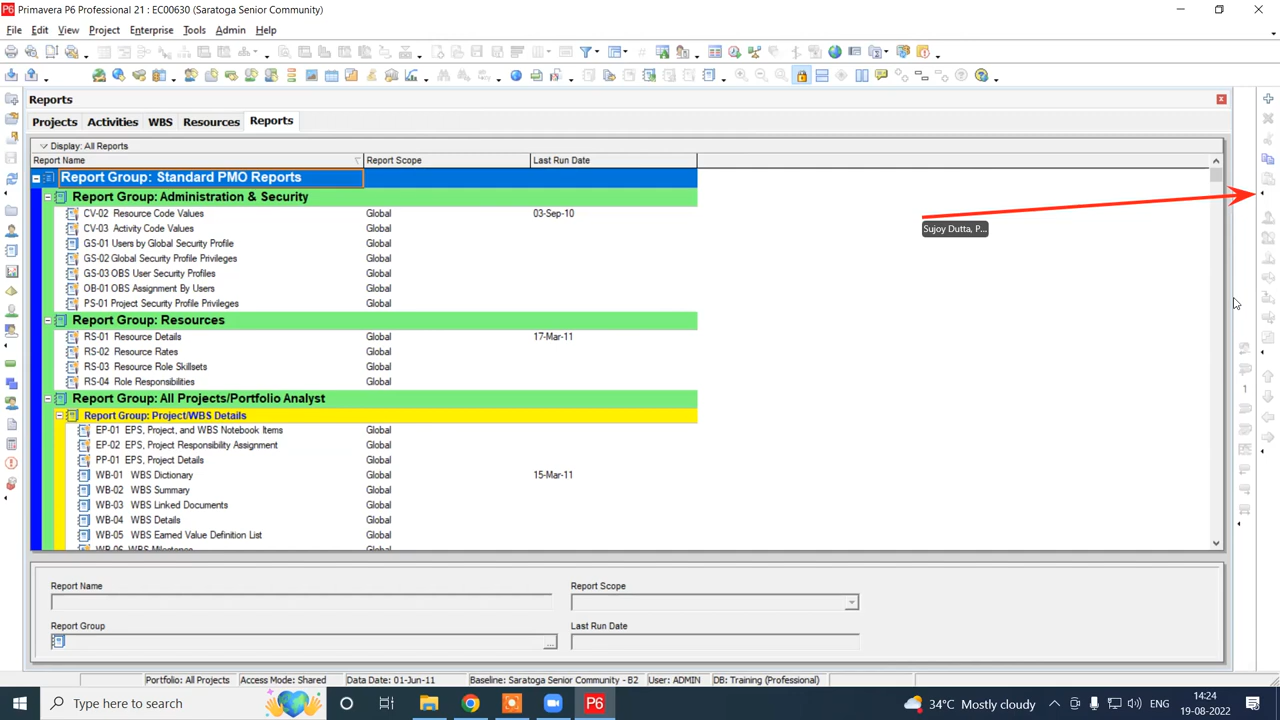 Primavera P6 Professional 21 : EC00630 (Saratoga Senior Community)
File Edit View Project Enterprise Tools Admin Help
Reports
Projects Activities WBS Resources Reports
Display: All Reports
Report Name Report Scope Last Run Date
Report Group: Standard PMO Reports
Report Group: Administration & Security
CV-02 Resource Code Values Global 03-Sep-10
CV-03 Activity Code Values Global
GS-01 Users by Global Security Profile Global
GS-02 Global Security Profile Privileges Global
Sujoy Dutta, P...
GS-03 OBS User Security Profiles Global
OB-01 OBS Assignment By Users Global
PS-01 Project Security Profile Privileges Global
Report Group: Resources
RS-01 Resource Details Global 17-Mar-11
RS-02 Resource Rates Global
RS-03 Resource Role Skillsets Global
RS-04 Role Responsibilities Global
Report Group: All Projects/Portfolio Analyst
Report Group: Project/WBS Details
EP-01 EPS, Project, and WBS Notebook Items Global
EP-02 EPS, Project Responsibility Assignment Global
PP-01 EPS, Project Details Global
WB-01 WBS Dictionary Global 15-Mar-11
WB-02 WBS Summary Global
WB-03 WBS Linked Documents Global
WB-04 WBS Details Global
WB-05 WBS Earned Value Definition List Global
WB-06 WBS Milestones Global
Report Name Report Scope
Report Group Last Run Date
Portfolio: All Projects Access Mode: Shared Data Date: 01-Jun-11 Baseline: Saratoga Senior Community - B2 User: ADMIN DB: Training (Professional)
Type here to search P6 34°C Mostly cloudy ENG 14:24
19-08-2022